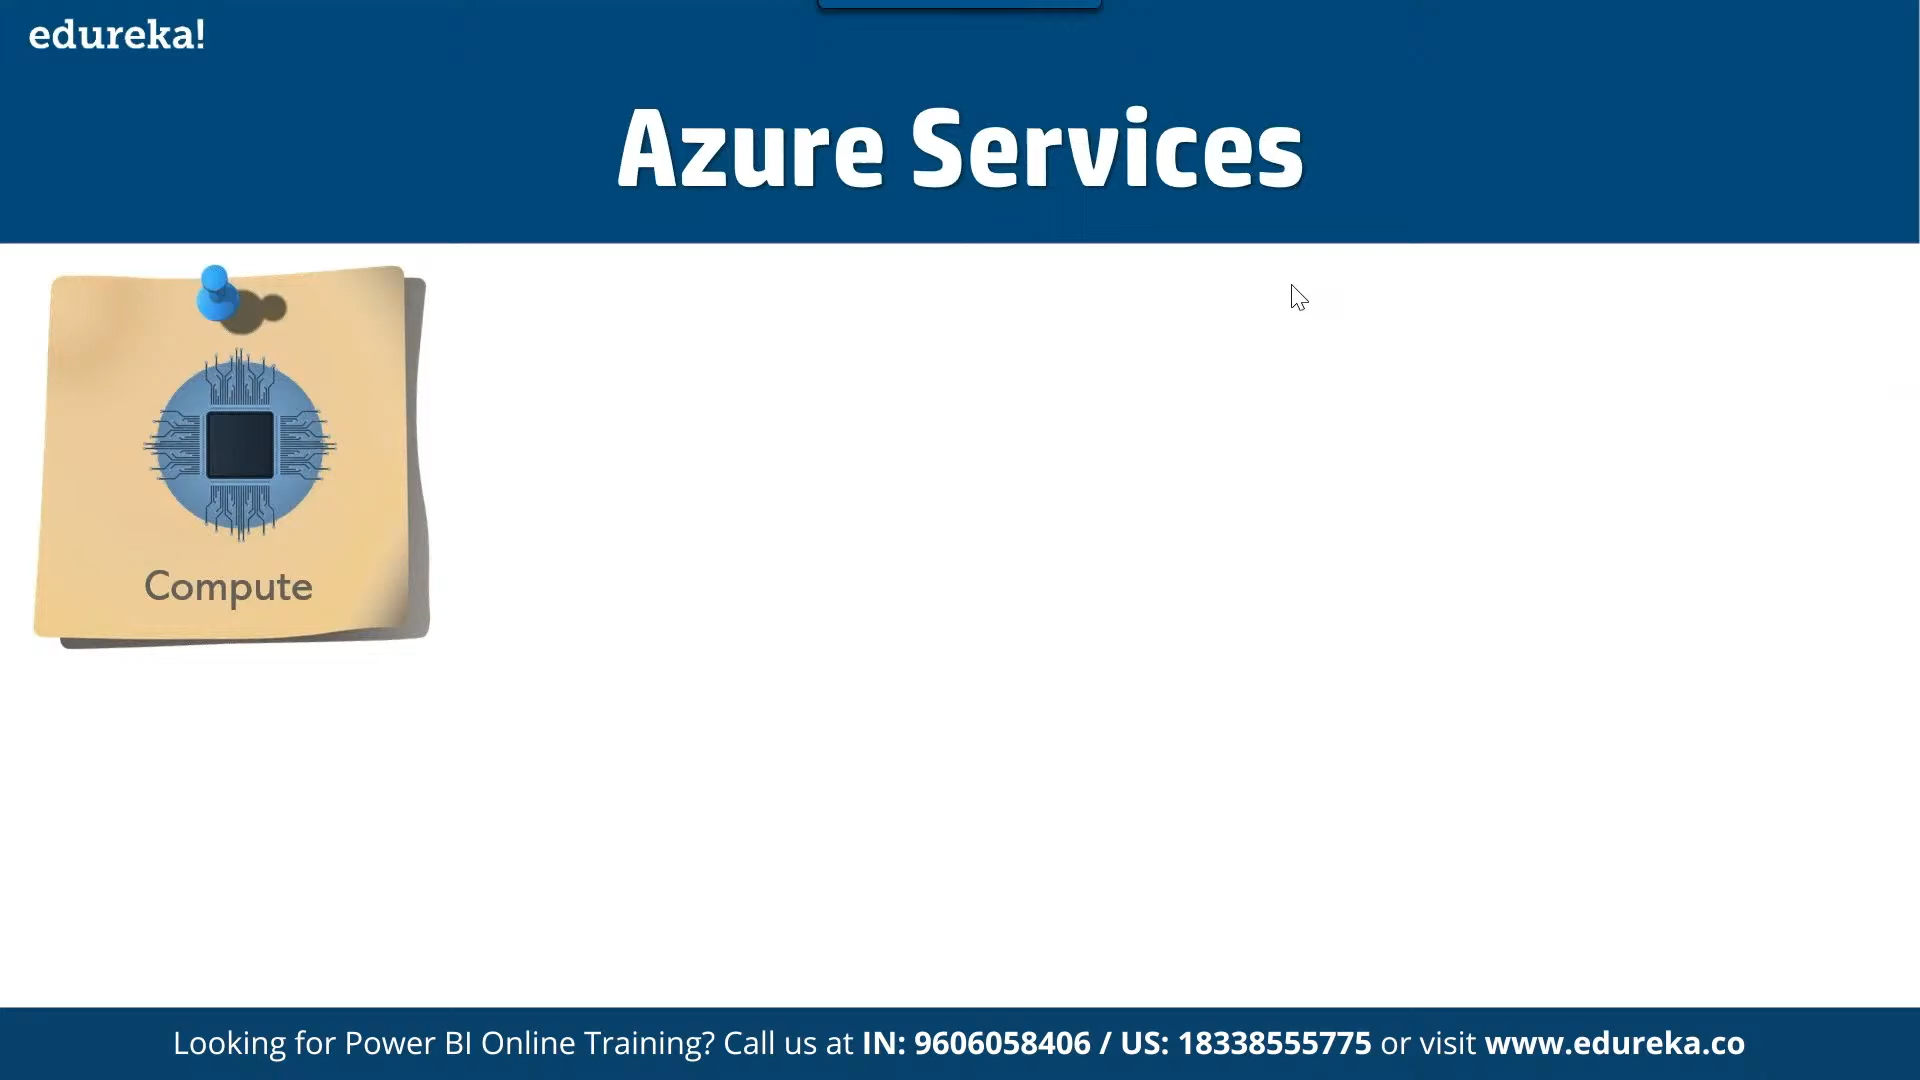 edureka!
Azure Services
Compute
Looking for Power BI Online Training? Call us at IN: 9606058406 / US: 18338555775 or visit www.edureka.co